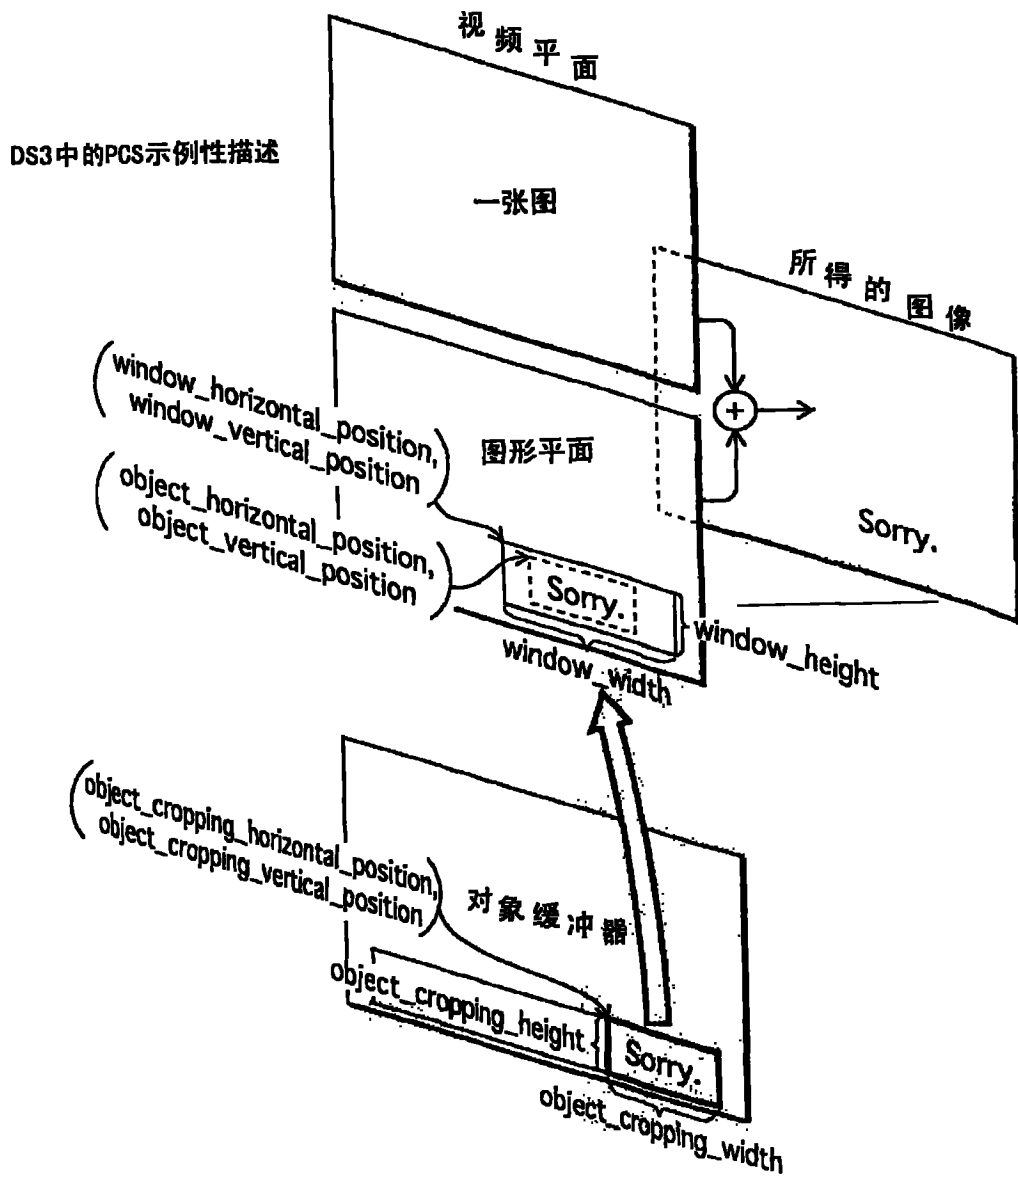 视频平面
DS3中的PCS示例性描述
一张图
所得的图像
window_horizontal_position,
window_vertical_position
图形平面
object_horizontal_position,
object_vertical_position
Sorry.
Sorry.
window_height
window_width
object_cropping_horizontal_position,
object_cropping_vertical_position
对象缓冲器
object_cropping_height
Sorry.
object_cropping_width